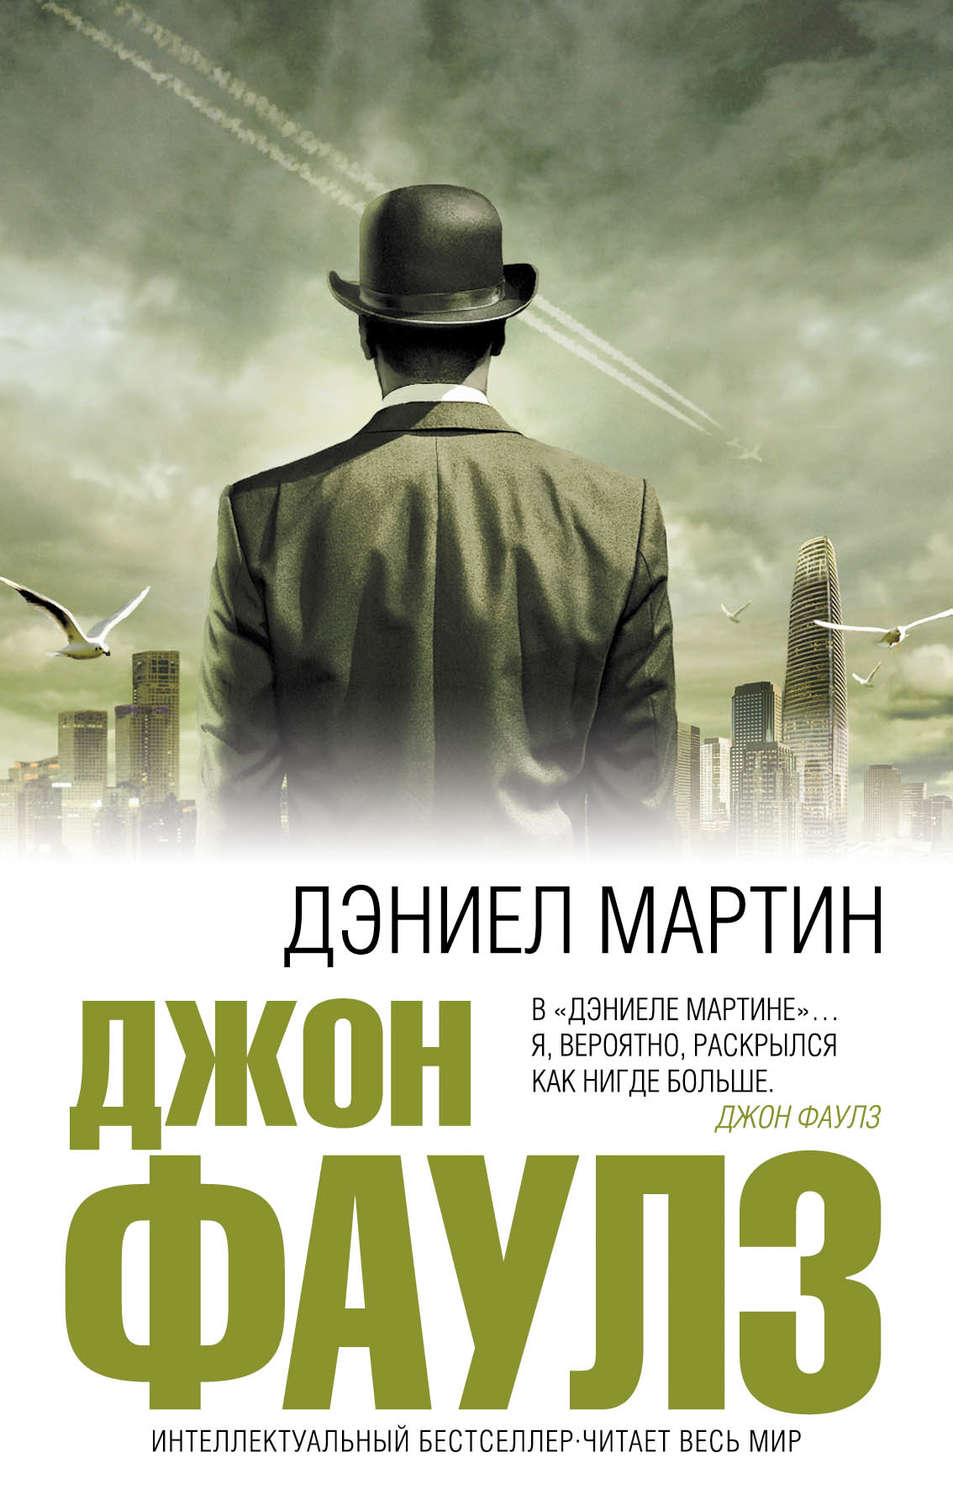 ДЭНИЕЛ МАРТИН
ДЖОН
ФАУЛЗ
В «ДЭНИЕЛЕ МАРТИНЕ»...
Я, ВЕРОЯТНО, РАСКРЫЛСЯ
КАК НИГДЕ БОЛЬШЕ.
ДЖОН ФАУЛЗ
ИНТЕЛЛЕКТУАЛЬНЫЙ БЕСТСЕЛЛЕР·ЧИТАЕТ ВЕСЬ МИР